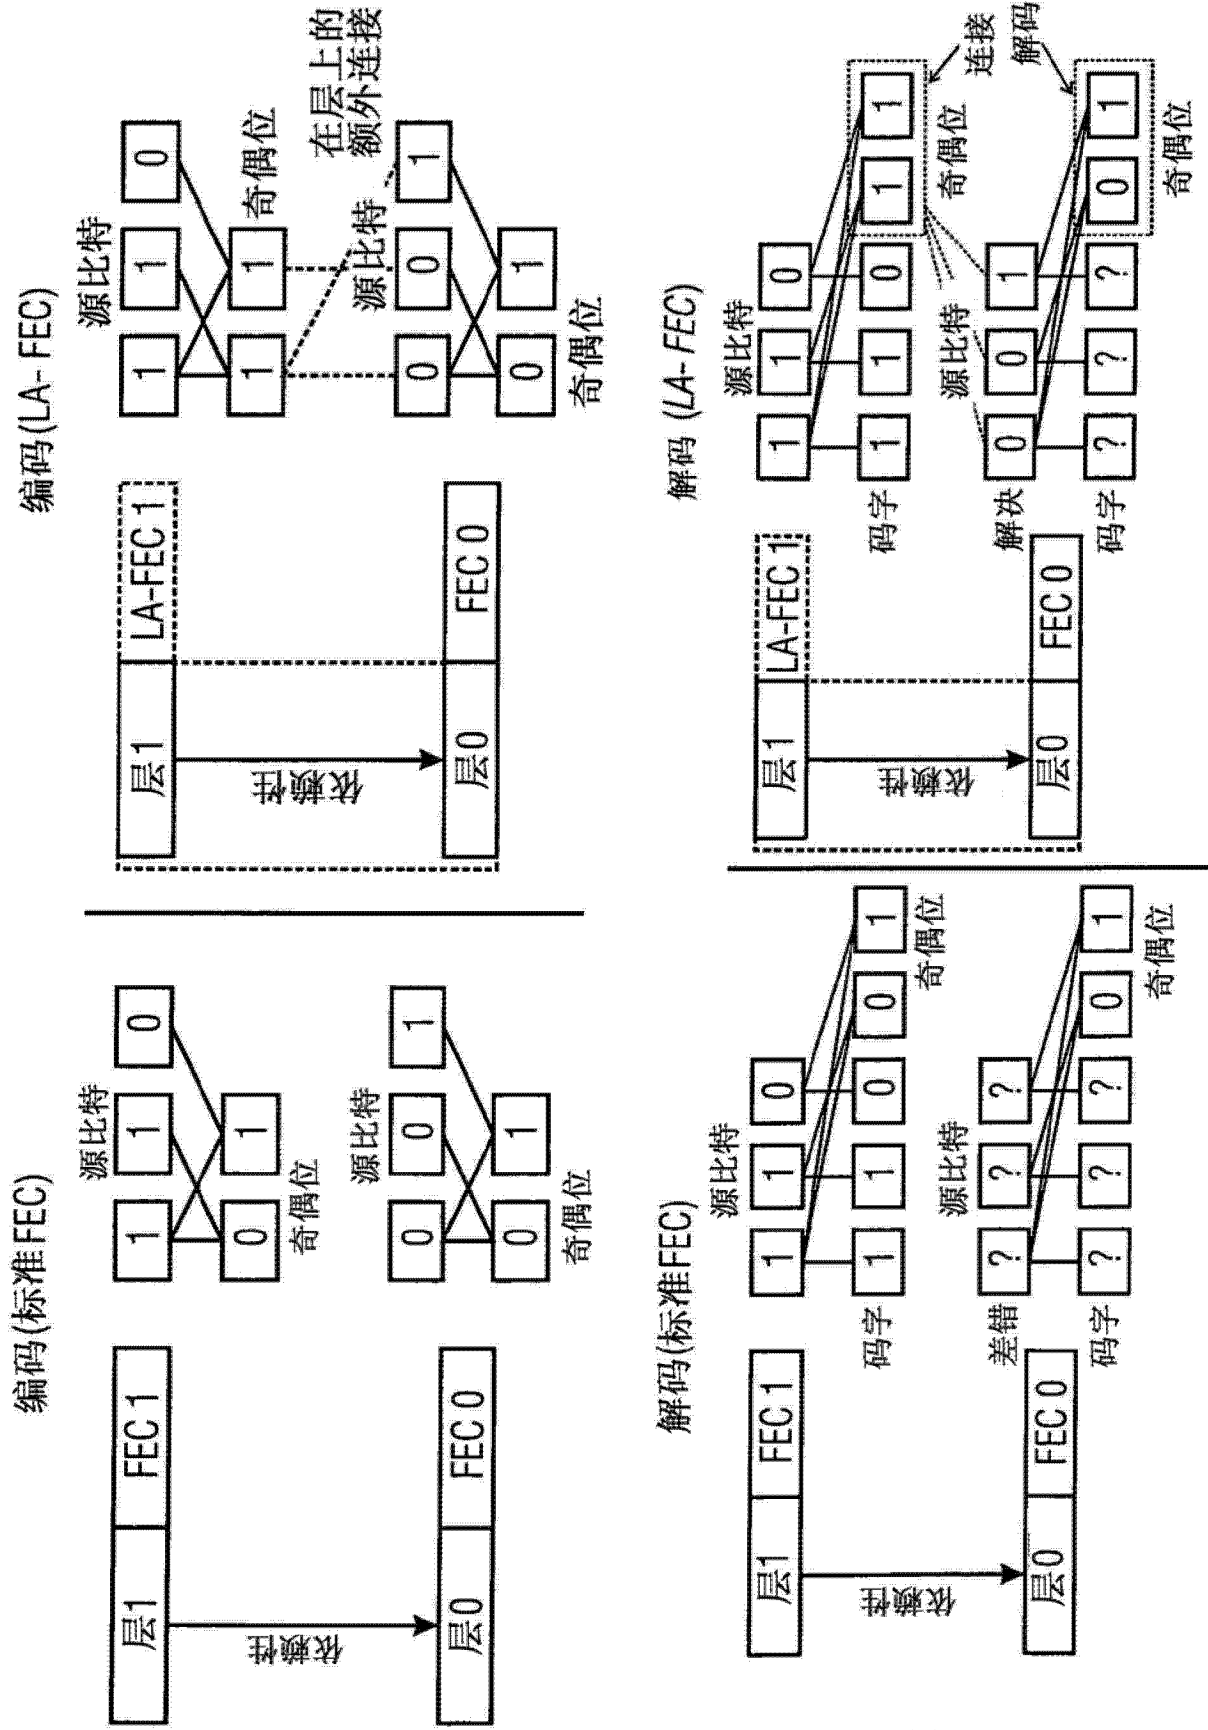 编码(标准FEC)
源比特
层1 FEC 1
1 1 0
0 1
奇偶位
依赖性
源比特
层0 FEC 0
0 0 1
0 1
奇偶位
编码(LA-FEC)
源比特
层1 LA-FEC 1
1 1 0
1 1
奇偶位
依赖性
在层上的
额外连接
源比特
0 0 1
层0 FEC 0
0 1
奇偶位
解码(标准FEC)
源比特
层1 FEC 1
1 1 0
码字
1 1 0 0 1
奇偶位
依赖性
源比特
差错
? ? ?
层0 FEC 0
码字
? ? ? 0 1
奇偶位
解码 (LA-FEC)
源比特
层1 LA-FEC 1
1 1 0
码字
1 1 0 1 1
奇偶位
连接
依赖性
源比特
解决
0 0 1
解码
层0 FEC 0
码字
? ? ? 0 1
奇偶位